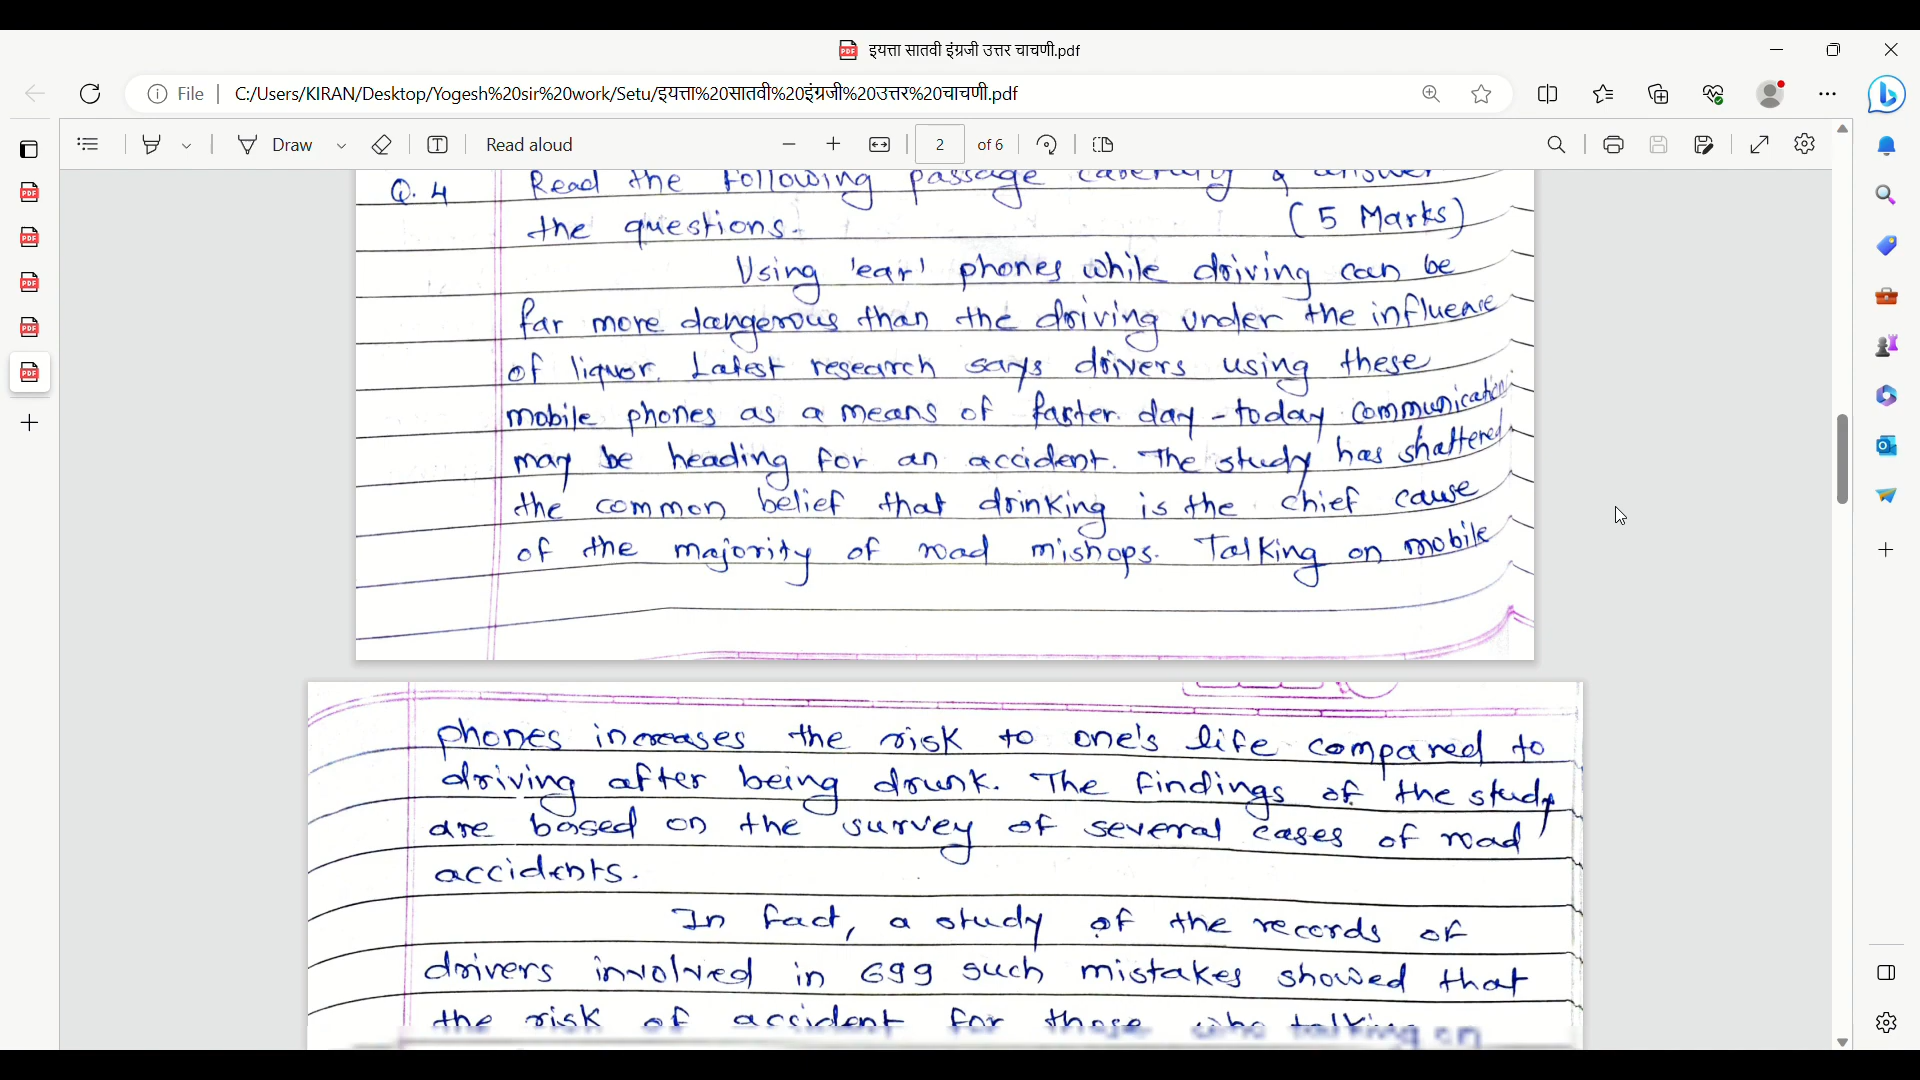 इयत्ता सातवी इंग्रजी उत्तर चाचणी.pdf
File C:/Users/KIRAN/Desktop/Yogesh%20sir%20work/Setu/इयत्ता%20सातवी%20इंग्रजी%20उत्तर%20चाचणी.pdf
Draw Read aloud 2 of 6
Q. 4 Read the following passage carefully & answer
the questions. (5 Marks)
Using 'ear' phones while driving can be
far more dangerous than the driving under the influence
of liquor. Latest research says drivers using these
mobile phones as a means of faster day-today communication
may be heading for an accident. The study has shattered
the common belief that drinking is the chief cause
of the majority of road mishops. Talking on mobile
phones increases the risk to one's life compared to
driving after being drunk. The findings of the study
are based on the survey of several cases of road
accidents.
In fact, a study of the records of
drivers involved in 699 such mistakes showed that
the risk of accident for those who talking on